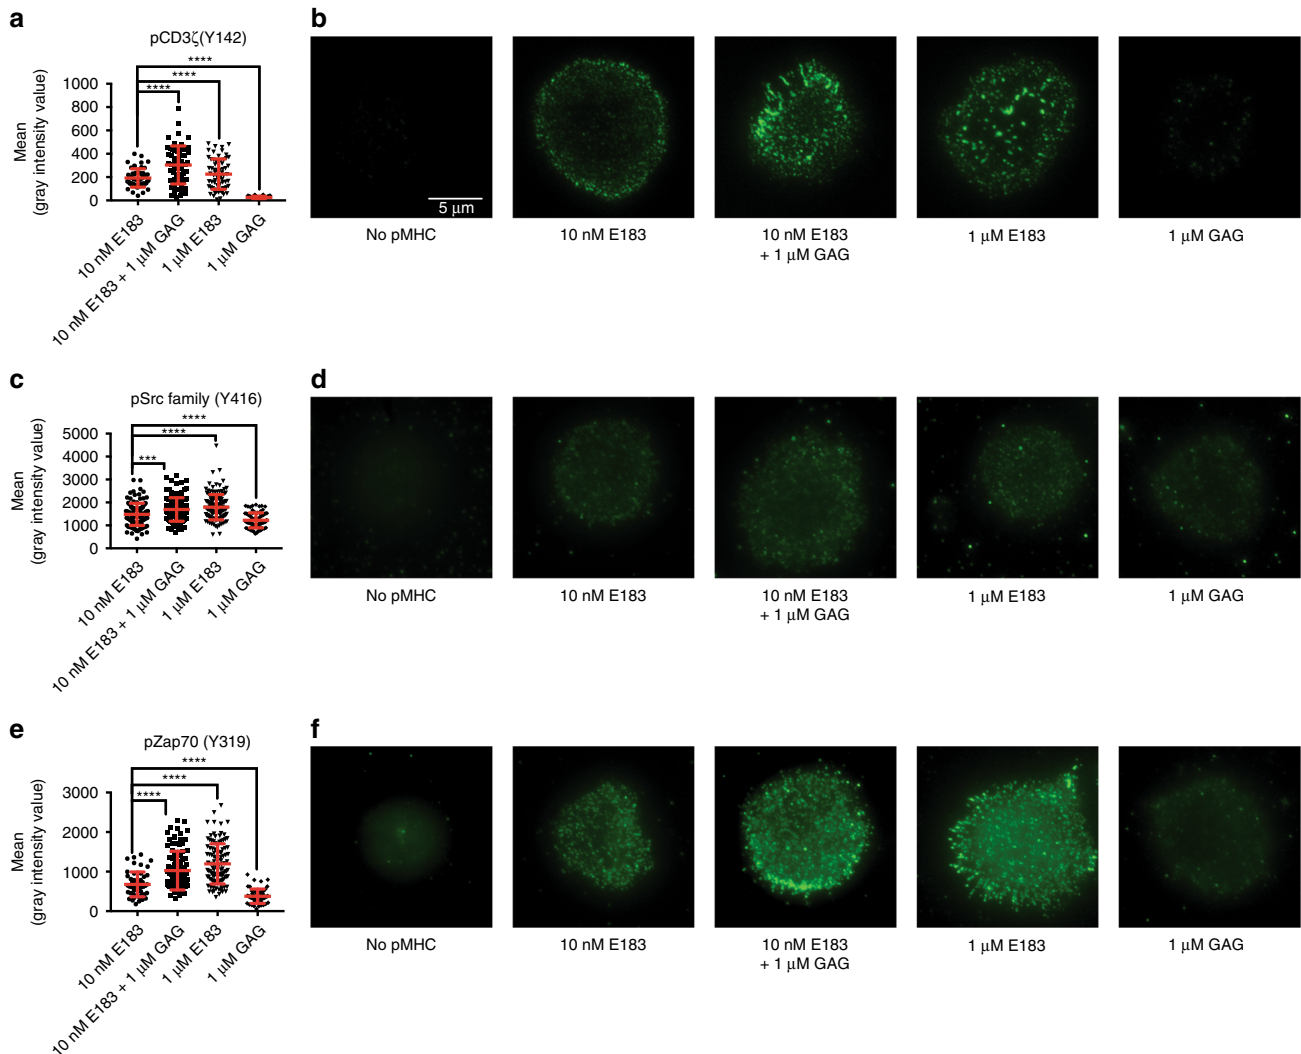 a
pCD3ζ(Y142)
****
****
****
Mean
(gray intensity value)
1000
800
600
400
200
0
10 nM E183
10 nM E183 + 1 μM GAG
1 μM E183
1 μM GAG
b
5 μm
No pMHC
10 nM E183
10 nM E183
+ 1 μM GAG
1 μM E183
1 μM GAG
c
pSrc family (Y416)
****
****
***
Mean
(gray intensity value)
5000
4000
3000
2000
1000
0
10 nM E183
10 nM E183 + 1 μM GAG
1 μM E183
1 μM GAG
d
No pMHC
10 nM E183
10 nM E183
+ 1 μM GAG
1 μM E183
1 μM GAG
e
pZap70 (Y319)
****
****
****
Mean
(gray intensity value)
3000
2000
1000
0
10 nM E183
10 nM E183 + 1 μM GAG
1 μM E183
1 μM GAG
f
No pMHC
10 nM E183
10 nM E183
+ 1 μM GAG
1 μM E183
1 μM GAG